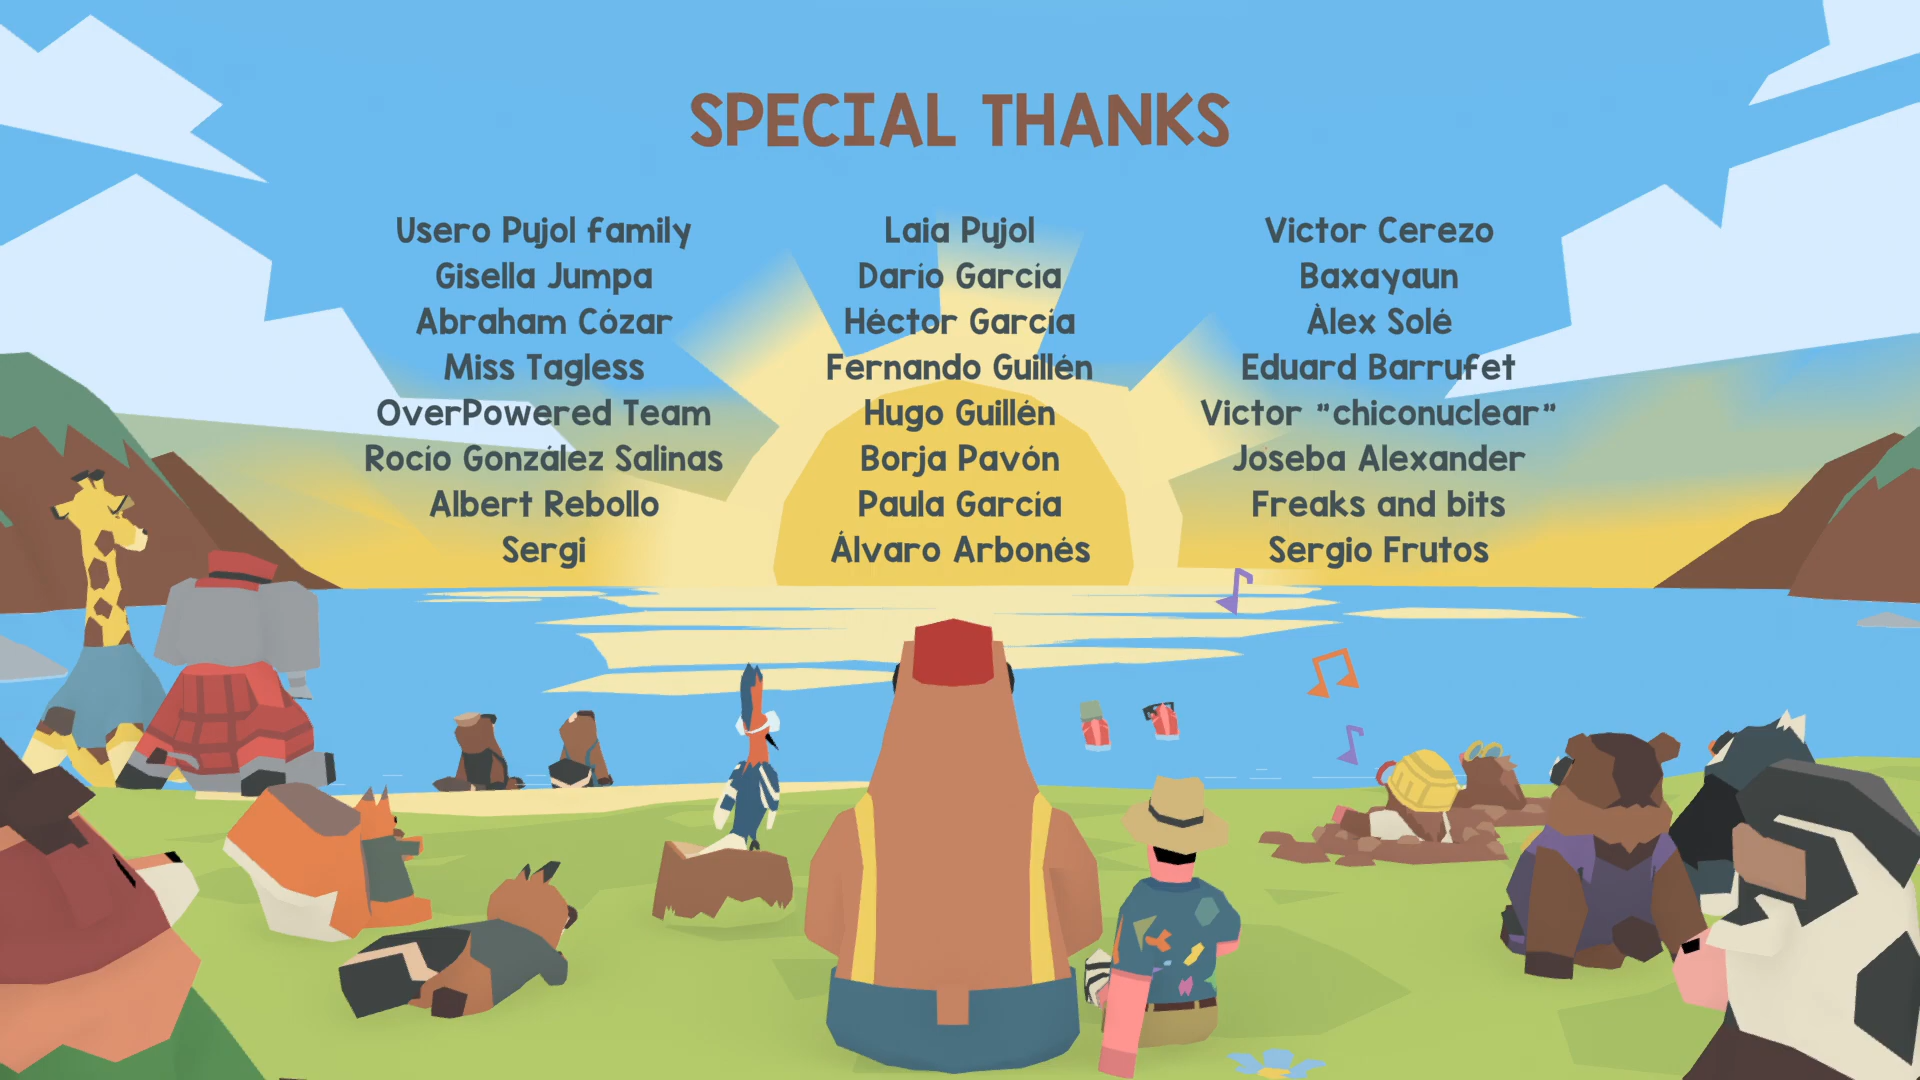 SPECIAL THANKS
Usero Pujol family
Gisella Jumpa
Abraham Cózar
Miss Tagless
OverPowered Team
Rocío González Salinas
Albert Rebollo
Sergi
Laia Pujol
Darío García
Héctor García
Fernando Guillén
Hugo Guillén
Borja Pavón
Paula García
Álvaro Arbonés
Victor Cerezo
Baxayaun
Àlex Solé
Eduard Barrufet
Victor "chiconuclear"
Joseba Alexander
Freaks and bits
Sergio Frutos